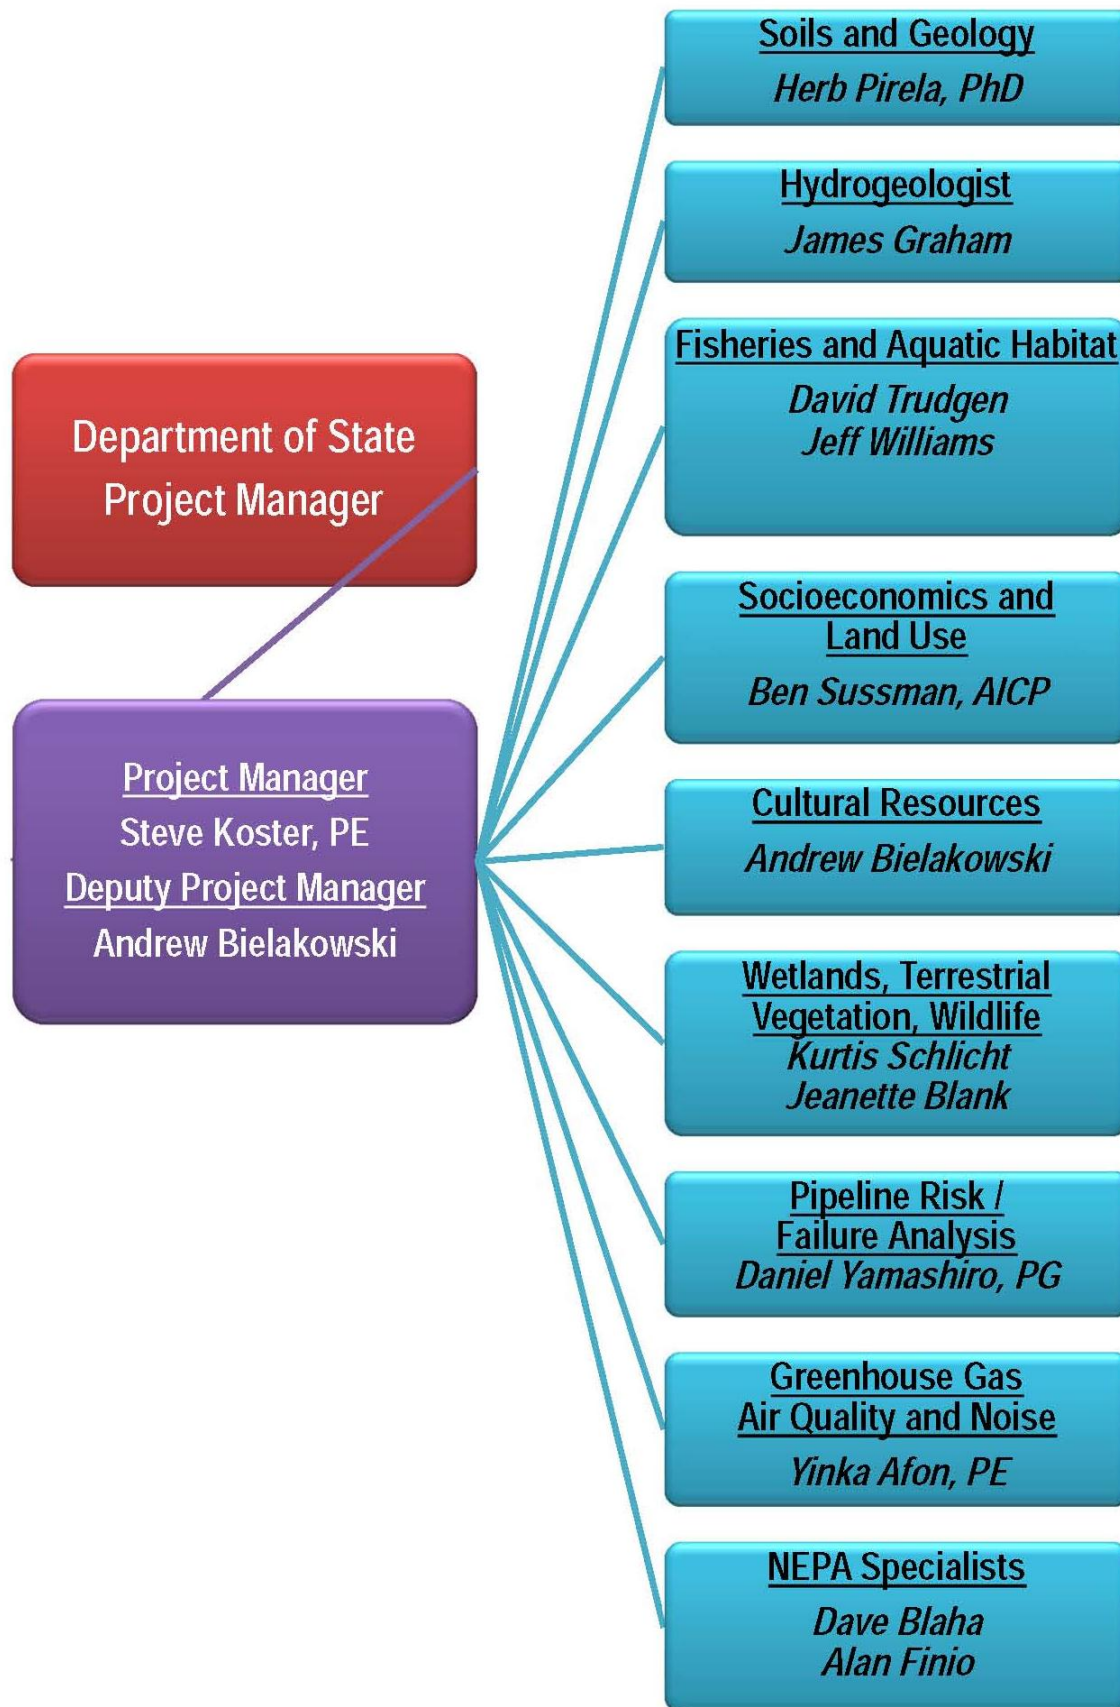 Department of State
Project Manager
Project Manager
Steve Koster, PE
Deputy Project Manager
Andrew Bielakowski
Soils and Geology
Herb Pirela, PhD
Hydrogeologist
James Graham
Fisheries and Aquatic Habitat
David Trudgen
Jeff Williams
Socioeconomics and
Land Use
Ben Sussman, AICP
Cultural Resources
Andrew Bielakowski
Wetlands, Terrestrial
Vegetation, Wildlife
Kurtis Schlicht
Jeanette Blank
Pipeline Risk /
Failure Analysis
Daniel Yamashiro, PG
Greenhouse Gas
Air Quality and Noise
Yinka Afon, PE
NEPA Specialists
Dave Blaha
Alan Finio